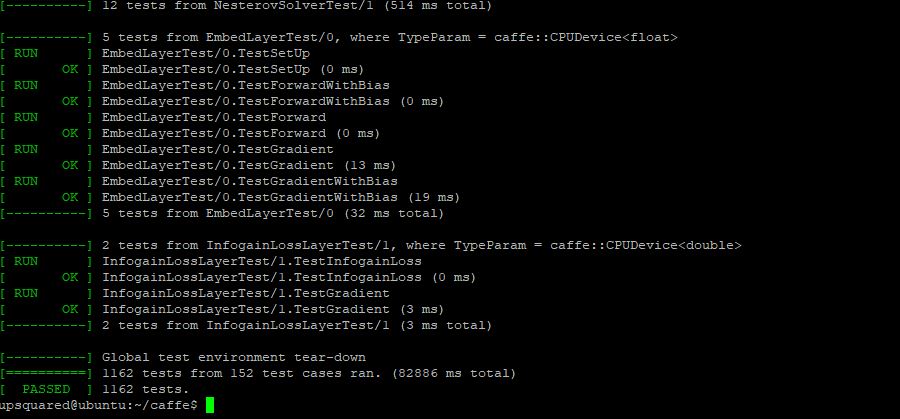 [----------] 12 tests from NesterovSolverTest/1 (514 ms total)
[----------] 5 tests from EmbedLayerTest/0, where TypeParam = caffe::CPUDevice<float>
[ RUN      ] EmbedLayerTest/0.TestSetUp
[       OK ] EmbedLayerTest/0.TestSetUp (0 ms)
[ RUN      ] EmbedLayerTest/0.TestForwardWithBias
[       OK ] EmbedLayerTest/0.TestForwardWithBias (0 ms)
[ RUN      ] EmbedLayerTest/0.TestForward
[       OK ] EmbedLayerTest/0.TestForward (0 ms)
[ RUN      ] EmbedLayerTest/0.TestGradient
[       OK ] EmbedLayerTest/0.TestGradient (13 ms)
[ RUN      ] EmbedLayerTest/0.TestGradientWithBias
[       OK ] EmbedLayerTest/0.TestGradientWithBias (19 ms)
[----------] 5 tests from EmbedLayerTest/0 (32 ms total)
[----------] 2 tests from InfogainLossLayerTest/1, where TypeParam = caffe::CPUDevice<double>
[ RUN      ] InfogainLossLayerTest/1.TestInfogainLoss
[       OK ] InfogainLossLayerTest/1.TestInfogainLoss (0 ms)
[ RUN      ] InfogainLossLayerTest/1.TestGradient
[       OK ] InfogainLossLayerTest/1.TestGradient (3 ms)
[----------] 2 tests from InfogainLossLayerTest/1 (3 ms total)
[----------] Global test environment tear-down
[==========] 1162 tests from 152 test cases ran. (82886 ms total)
[  PASSED  ] 1162 tests.
upsquared@ubuntu:~/caffe$